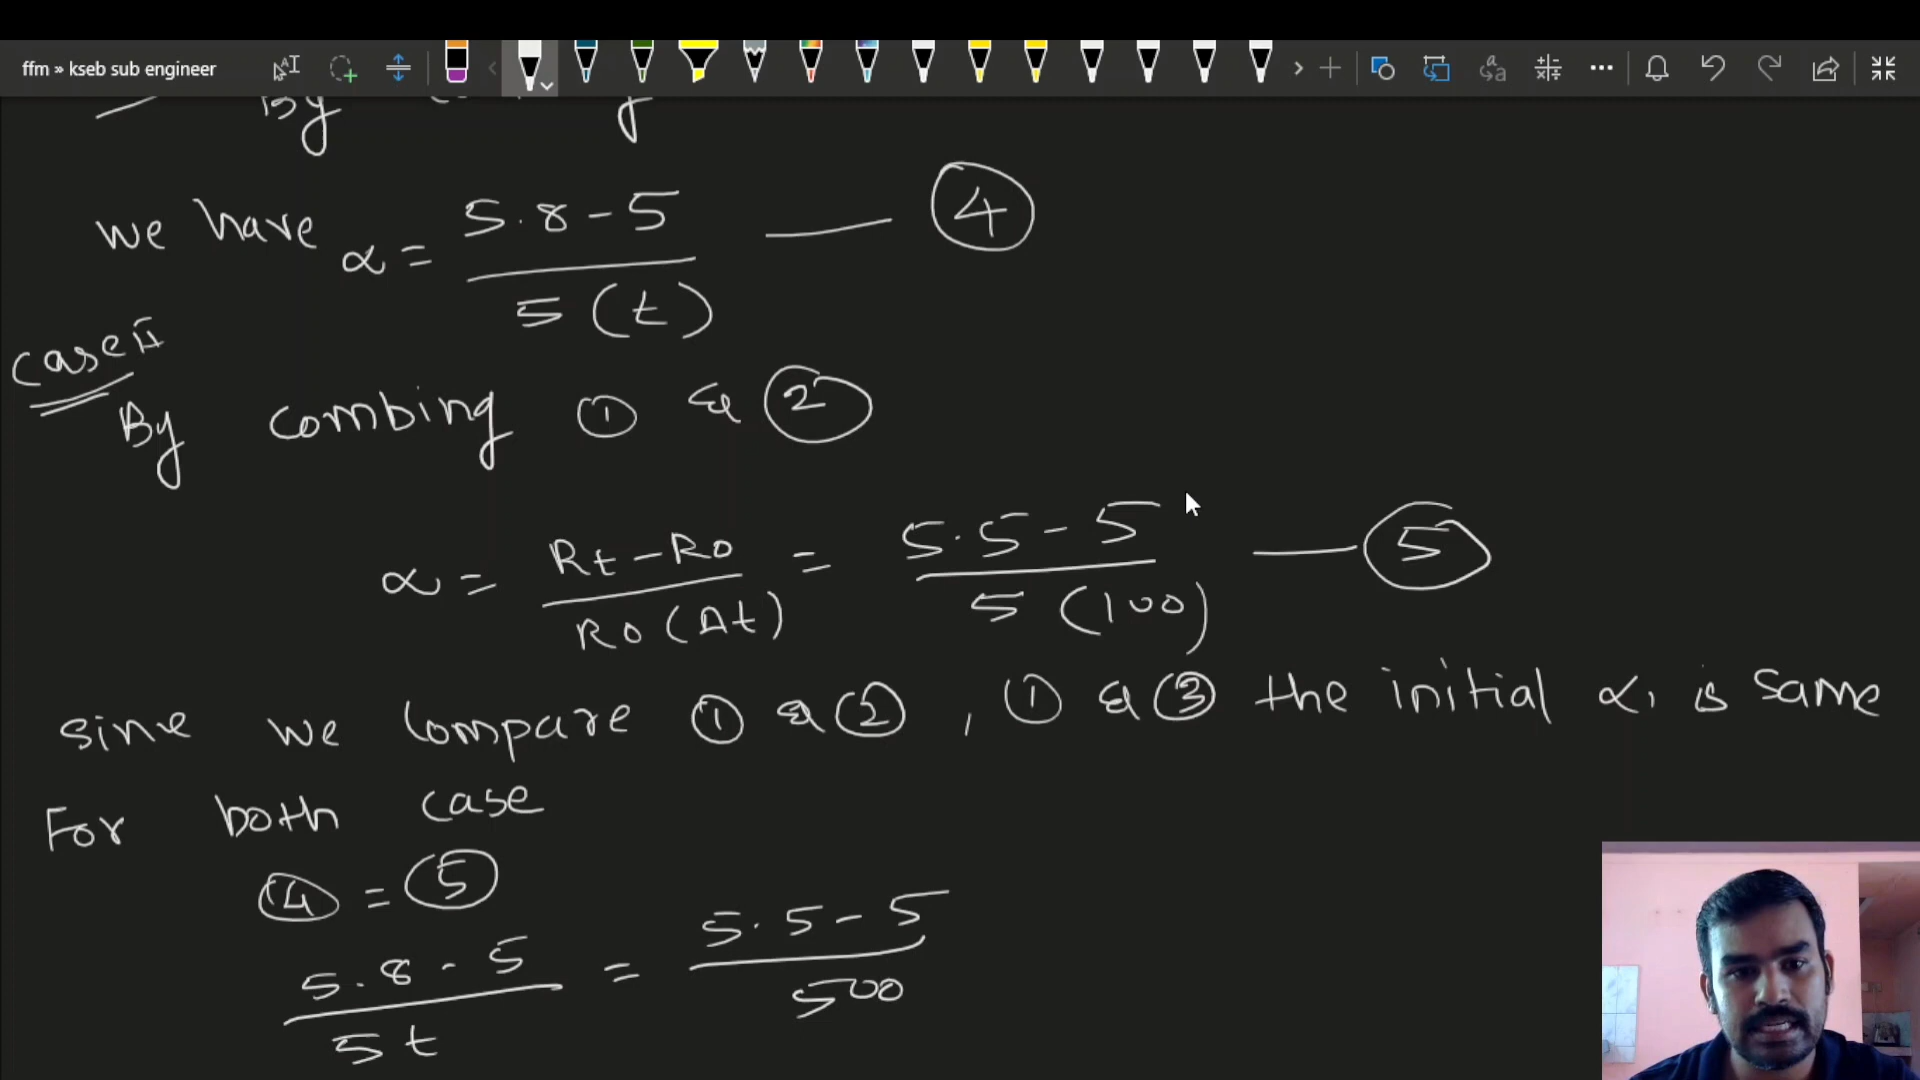 ffm » kseb sub engineer
By
we have α = 5.8 - 5 / 5 (t) — ④
case II
By combing ① & ②
α = Rt - Ro / Ro (Δt) = 5.5 - 5 / 5 (100) — ⑤
since we compare ① & ②, ① & ③ the initial α, is same
For both case
④ = ⑤
5.8 - 5 / 5t = 5.5 - 5 / 500